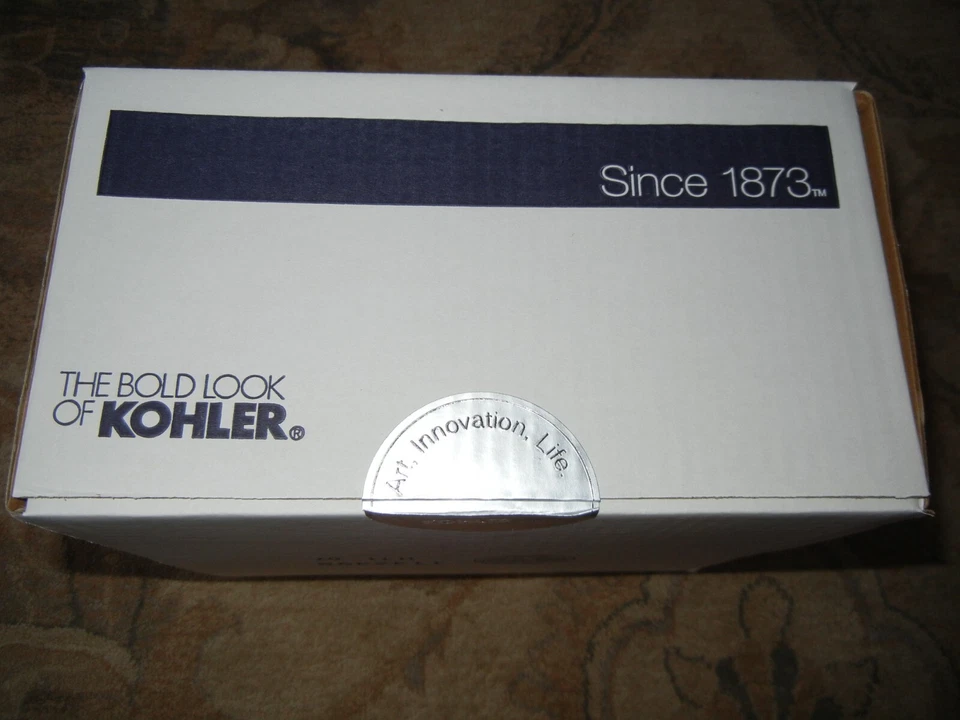 Since 1873™
THE BOLD LOOK
OF KOHLER®
Art. Innovation. Life.